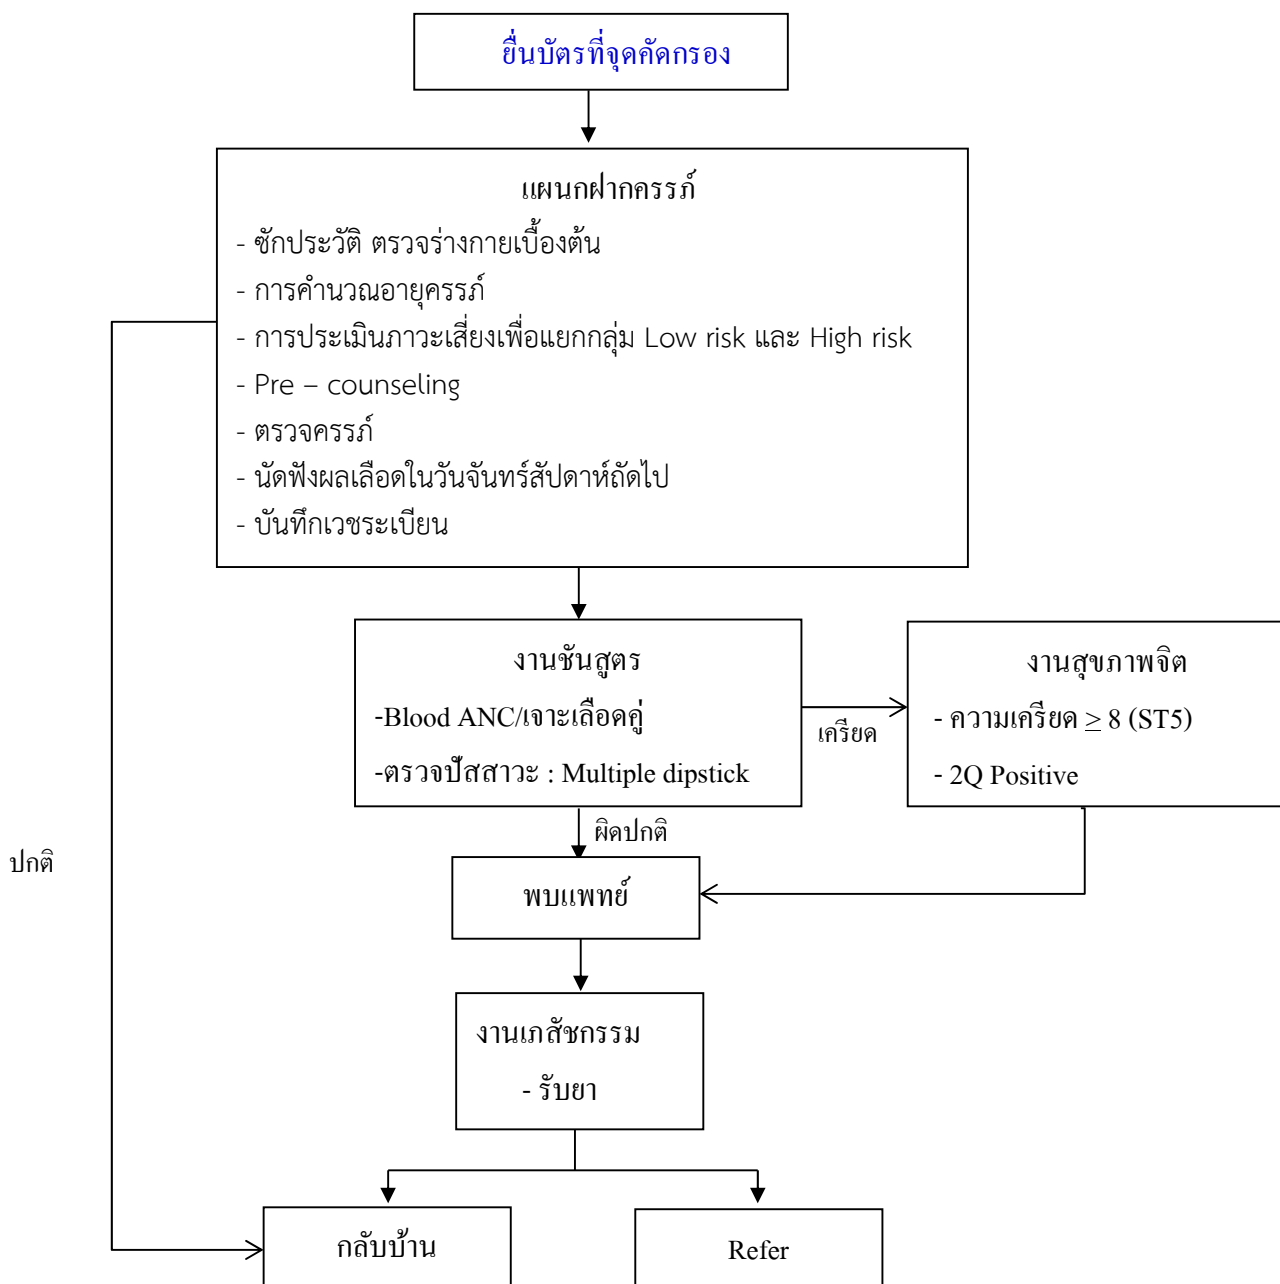 ยื่นบัตรที่จุดคัดกรอง
แผนกฝากครรภ์
- ซักประวัติ ตรวจร่างกายเบื้องต้น
- การคำนวณอายุครรภ์
- การประเมินภาวะเสี่ยงเพื่อแยกกลุ่ม Low risk และ High risk
- Pre – counseling
- ตรวจครรภ์
- นัดฟังผลเลือดในวันจันทร์สัปดาห์ถัดไป
- บันทึกเวชระเบียน
งานชันสูตร
-Blood ANC/เจาะเลือดคู่
-ตรวจปัสสาวะ : Multiple dipstick
เครียด
งานสุขภาพจิต
- ความเครียด ≥ 8 (ST5)
- 2Q Positive
ผิดปกติ
ปกติ
พบแพทย์
งานเภสัชกรรม
- รับยา
กลับบ้าน
Refer